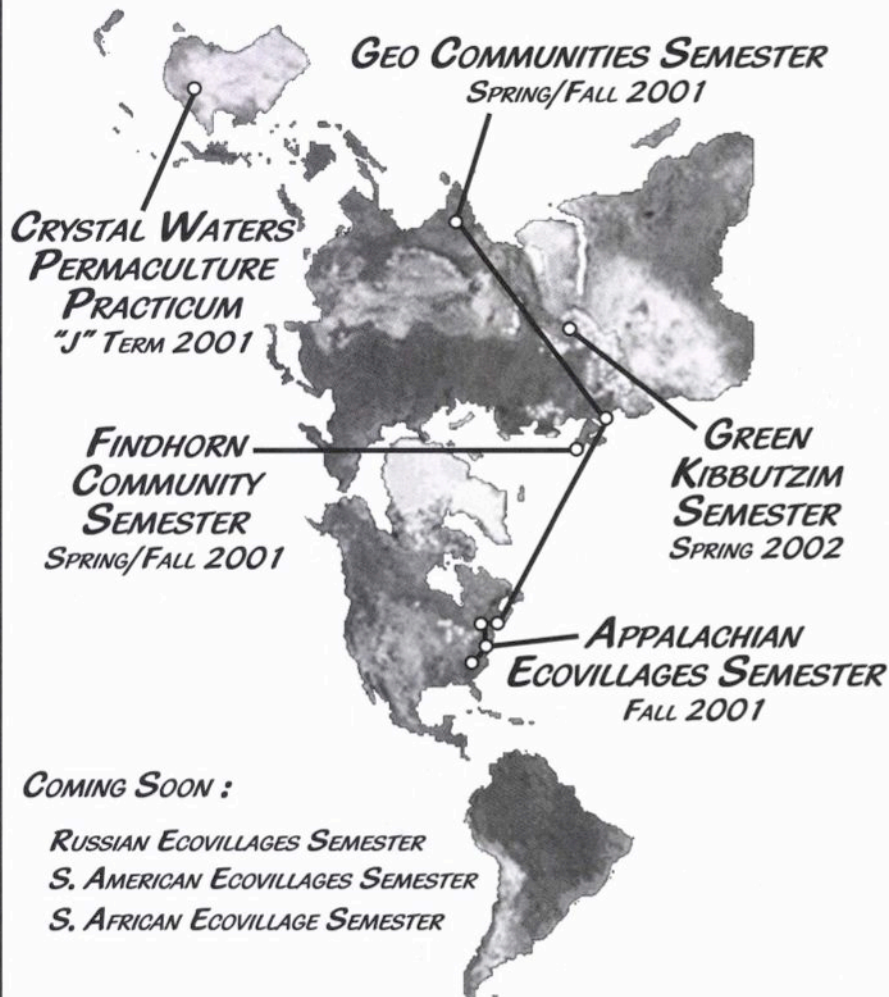 GEO COMMUNITIES SEMESTER
SPRING/FALL 2001
CRYSTAL WATERS
PERMACULTURE
PRACTICUM
"J" TERM 2001
FINDHORN
COMMUNITY
SEMESTER
SPRING/FALL 2001
GREEN
KIBBUTZIM
SEMESTER
SPRING 2002
APPALACHIAN
ECOVILLAGES SEMESTER
FALL 2001
COMING SOON :
RUSSIAN ECOVILLAGES SEMESTER
S. AMERICAN ECOVILLAGES SEMESTER
S. AFRICAN ECOVILLAGE SEMESTER